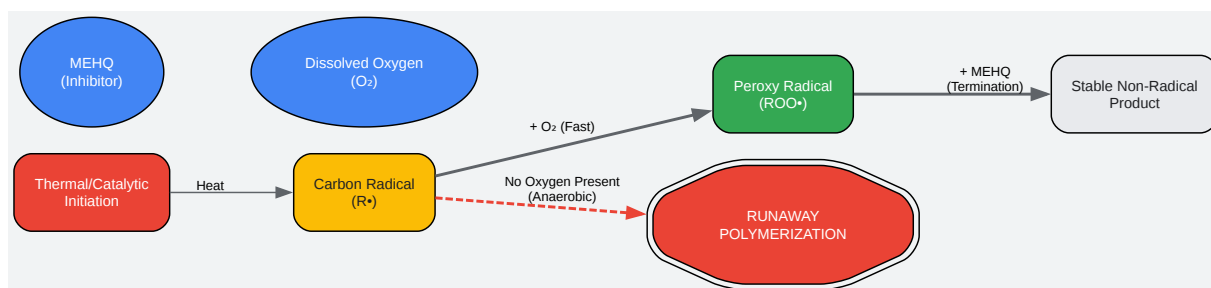 MEHQ
(Inhibitor)
Dissolved Oxygen
(O₂)
Peroxy Radical
(ROO•)
+ MEHQ
(Termination)
Stable Non-Radical
Product
+ O₂ (Fast)
Thermal/Catalytic
Initiation
Heat
Carbon Radical
(R•)
No Oxygen Present
(Anaerobic)
RUNAWAY
POLYMERIZATION